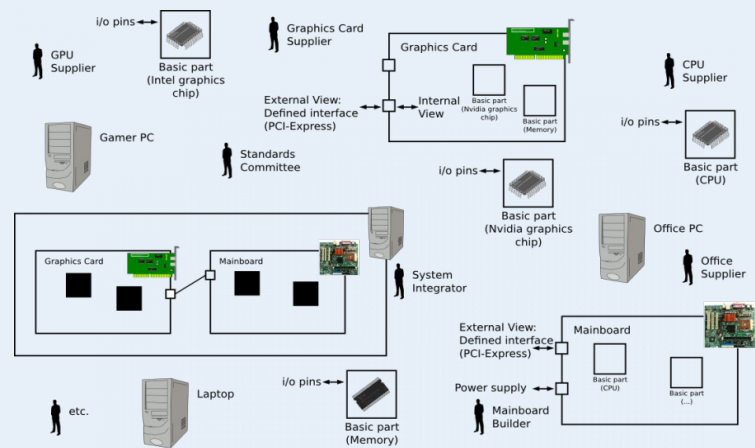 i/o pins
Basic part
(Intel graphics
chip)
GPU
Supplier
Graphics Card
Supplier
Graphics Card
Basic part
(Nvidia graphics
chip)
Basic part
(Memory)
External View:
Defined interface
(PCI-Express)
Internal
View
CPU
Supplier
i/o pins
Basic part
(CPU)
Gamer PC
Standards
Committee
i/o pins
Basic part
(Nvidia graphics
chip)
Office PC
Office
Supplier
Graphics Card
Mainboard
System
Integrator
External View:
Defined interface
(PCI-Express)
Mainboard
Basic part
(CPU)
Basic part
(...)
Power supply
Mainboard
Builder
etc.
Laptop
i/o pins
Basic part
(Memory)